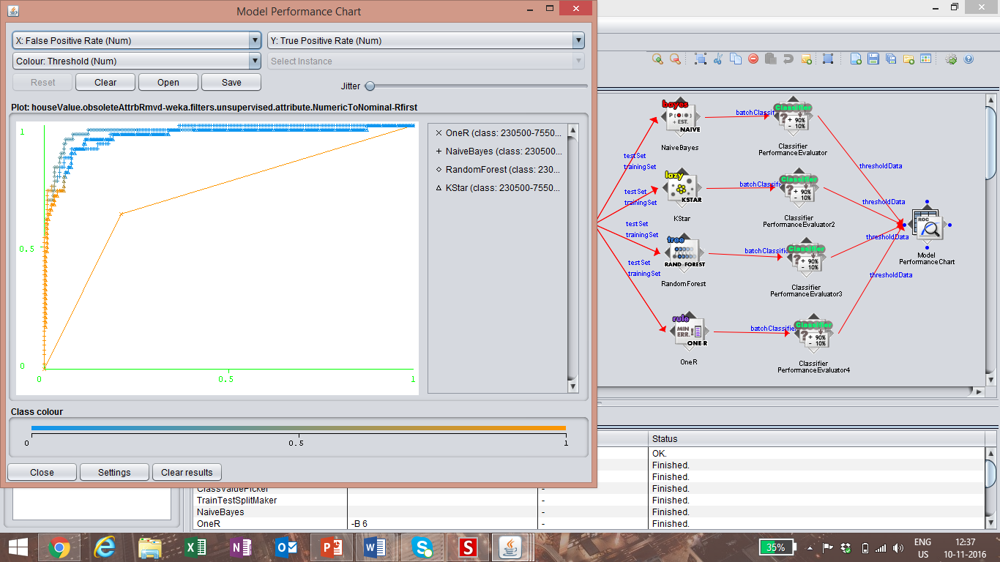 Model Performance Chart
X: False Positive Rate (Num)
Y: True Positive Rate (Num)
Colour: Threshold (Num)
Select Instance
Reset
Clear
Open
Save
Jitter
Plot: houseValue.obsoleteAttrbRmvd-weka.filters.unsupervised.attribute.NumericToNominal-Rfirst
1
0.5
0
0
0.5
1
OneR (class: 230500-7550...
NaiveBayes (class: 230500...
RandomForest (class: 230...
KStar (class: 230500-7550...
Class colour
0
0.5
1
Close
Settings
Clear results
bayes
P(●|○)
+ EST.
NAIVE
NaiveBayes
batchClassifi
Classifier
? + 90%
- 10%
Classifier
PerformanceEvaluator
testSet
trainingSet
thresholdData
lazy
KSTAR
KStar
batchClassifi
Classifier
? + 90%
- 10%
Classifier
PerformanceEvaluator2
testSet
trainingSet
thresholdData
testSet
trainingSet
tree
RAND-FOREST
RandomForest
batchClassifie
Classifier
? + 90%
- 10%
Classifier
PerformanceEvaluator3
thresholdData
ROC
Model
PerformanceChart
testSet
trainingSet
thresholdData
rule
MIN
ERR.!
ONE R
OneR
batchClassifie
Classifier
? + 90%
- 10%
Classifier
PerformanceEvaluator4
Status
OK.
Finished.
Finished.
ClassValuePicker - Finished.
TrainTestSplitMaker - Finished.
NaiveBayes - Finished.
OneR -B 6 - Finished.
35%
ENG
US
12:37
10-11-2016